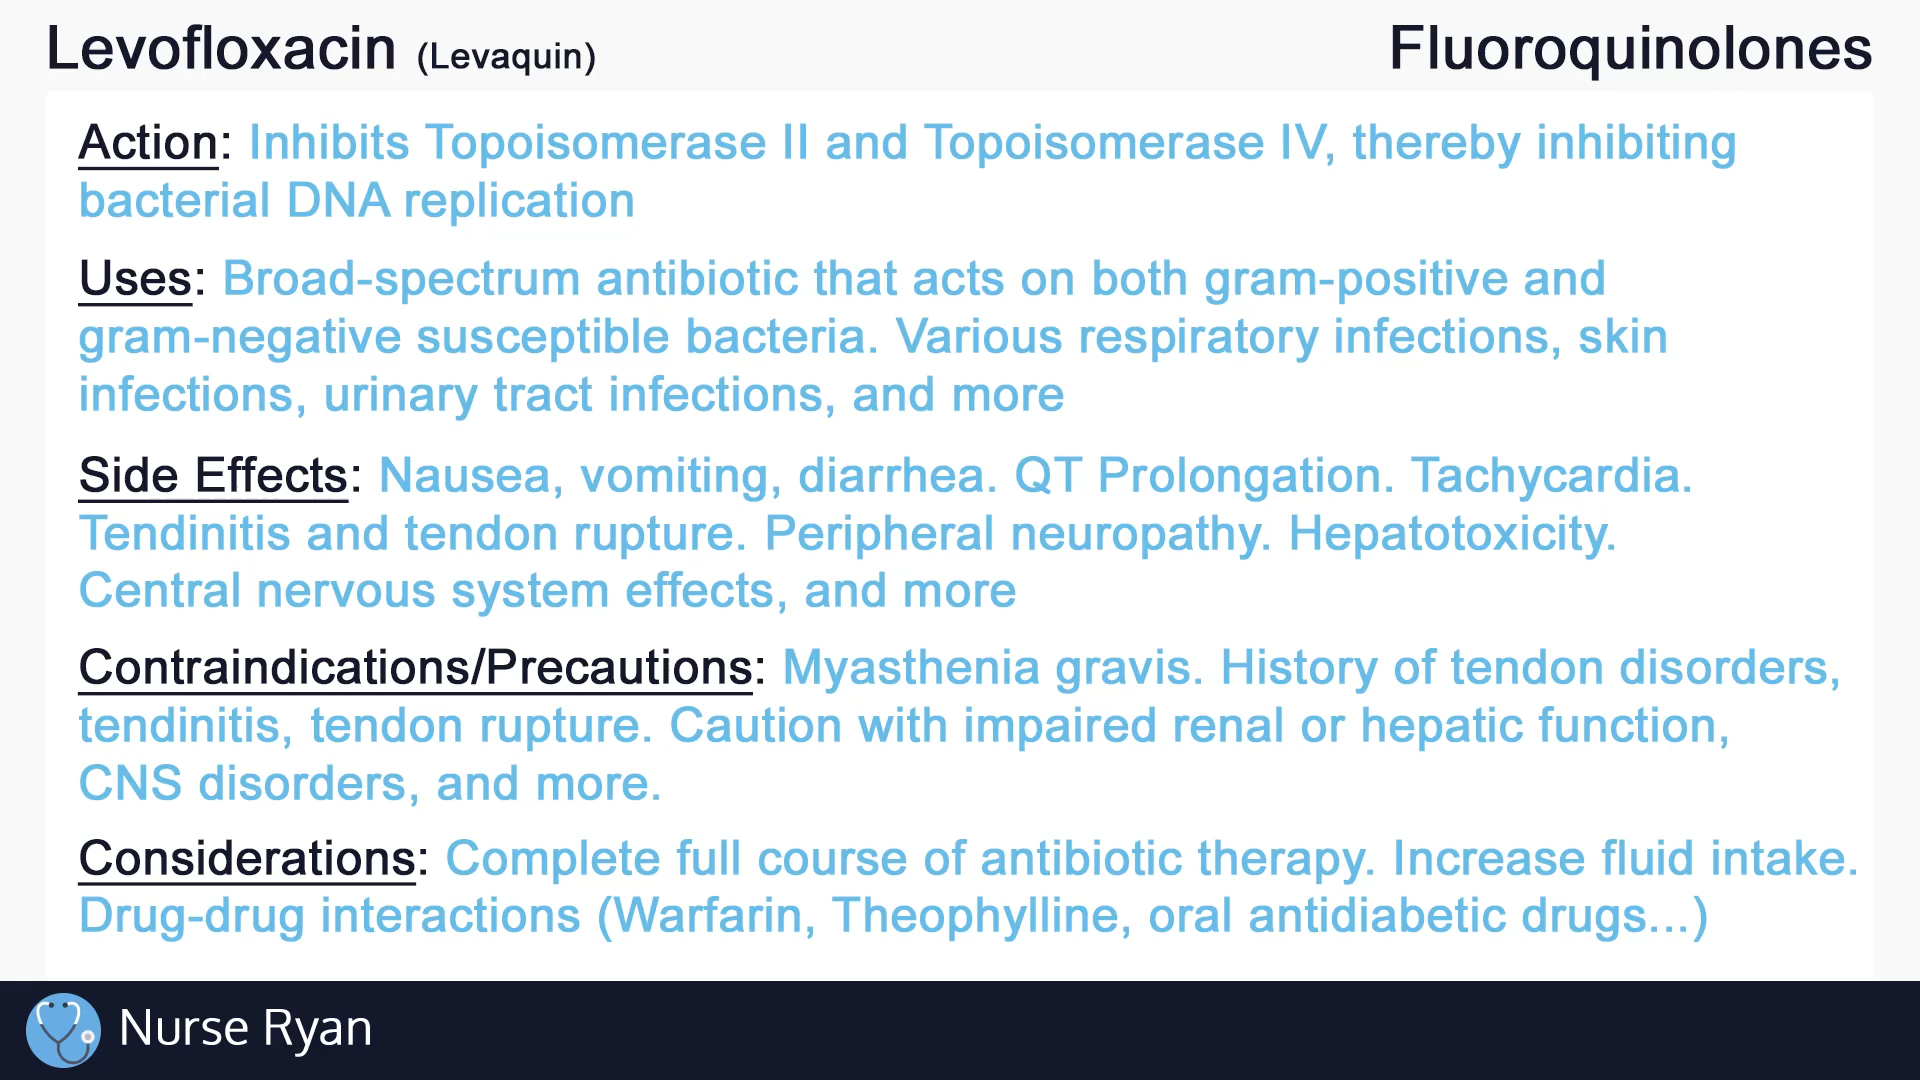 Levofloxacin (Levaquin)
Fluoroquinolones
Action: Inhibits Topoisomerase II and Topoisomerase IV, thereby inhibiting
bacterial DNA replication
Uses: Broad-spectrum antibiotic that acts on both gram-positive and
gram-negative susceptible bacteria. Various respiratory infections, skin
infections, urinary tract infections, and more
Side Effects: Nausea, vomiting, diarrhea. QT Prolongation. Tachycardia.
Tendinitis and tendon rupture. Peripheral neuropathy. Hepatotoxicity.
Central nervous system effects, and more
Contraindications/Precautions: Myasthenia gravis. History of tendon disorders,
tendinitis, tendon rupture. Caution with impaired renal or hepatic function,
CNS disorders, and more.
Considerations: Complete full course of antibiotic therapy. Increase fluid intake.
Drug-drug interactions (Warfarin, Theophylline, oral antidiabetic drugs...)
Nurse Ryan